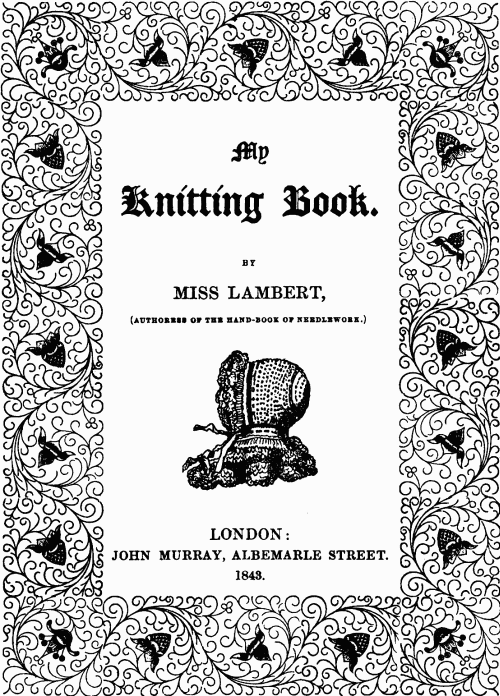 My
Knitting Book.
BY
MISS LAMBERT,
(AUTHORESS OF THE HAND-BOOK OF NEEDLEWORK.)
LONDON:
JOHN MURRAY, ALBEMARLE STREET.
1843.